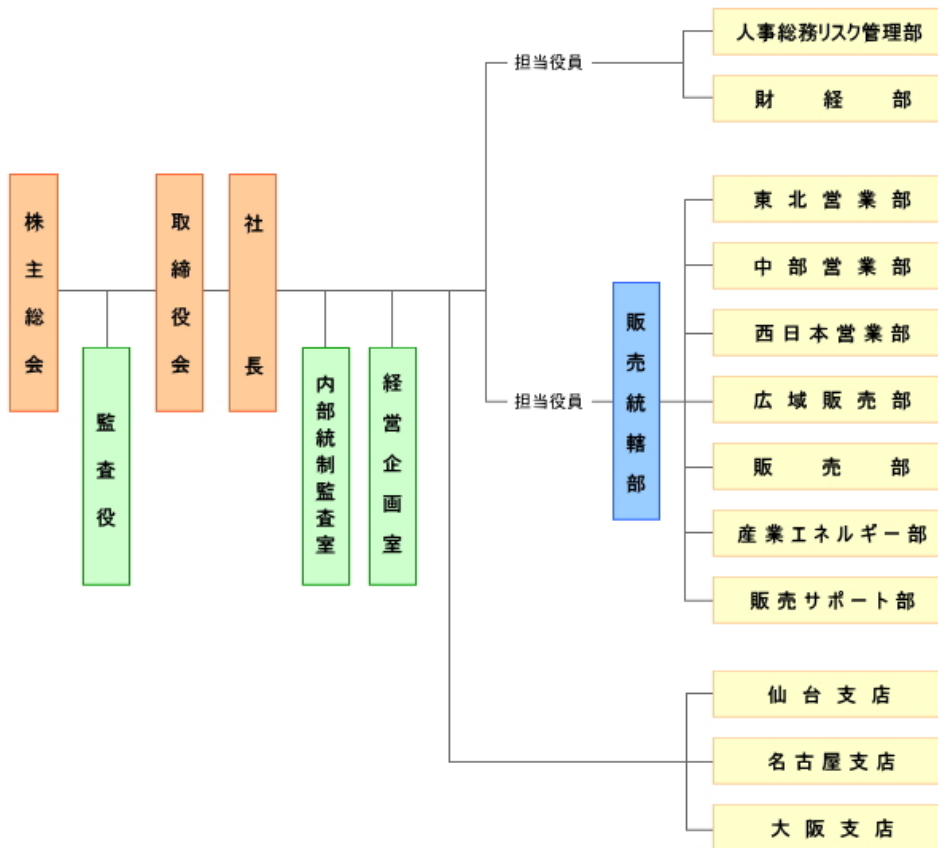 株主総会
監査役
取締役会
社長
内部統制監査室
経営企画室
担当役員
人事総務リスク管理部
財経部
担当役員
販売統轄部
東北営業部
中部営業部
西日本営業部
広域販売部
販売部
産業エネルギー部
販売サポート部
仙台支店
名古屋支店
大阪支店